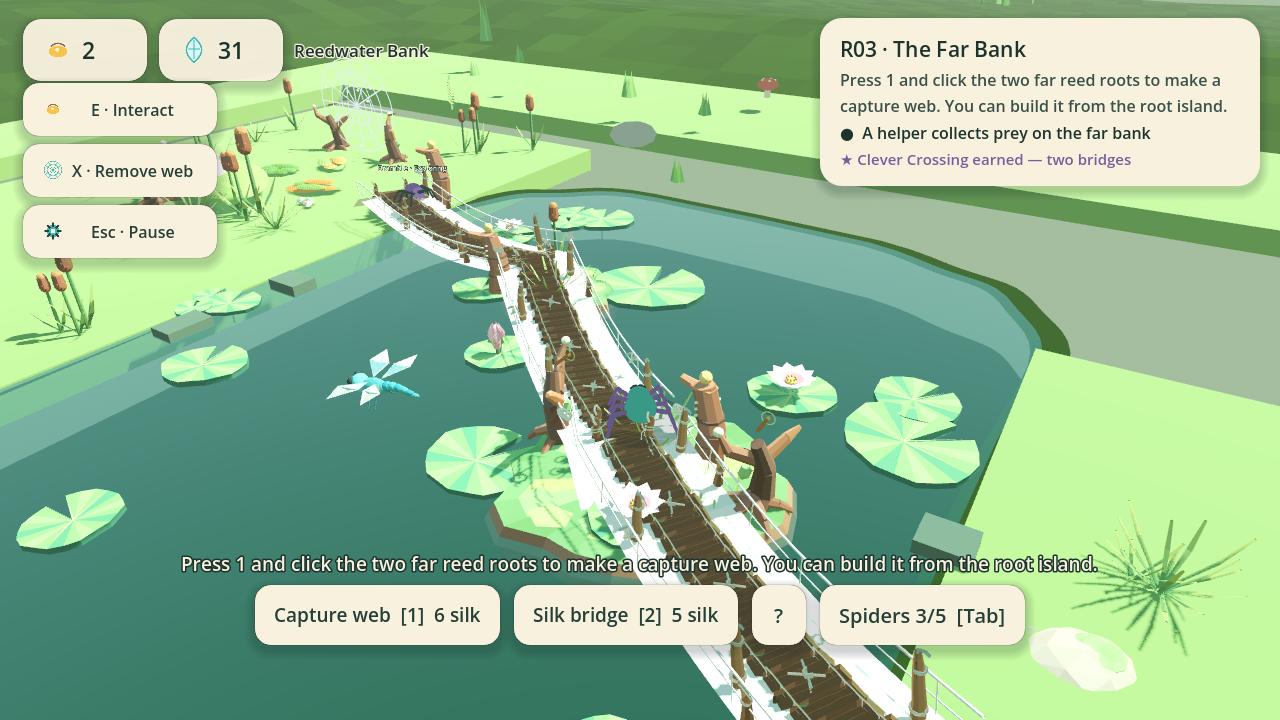 2
31
Reedwater Bank
E · Interact
X · Remove web
Esc · Pause
R03 · The Far Bank
Press 1 and click the two far reed roots to make a
capture web. You can build it from the root island.
● A helper collects prey on the far bank
★ Clever Crossing earned — two bridges
Press 1 and click the two far reed roots to make a capture web. You can build it from the root island.
Capture web [1] 6 silk
Silk bridge [2] 5 silk
?
Spiders 3/5 [Tab]